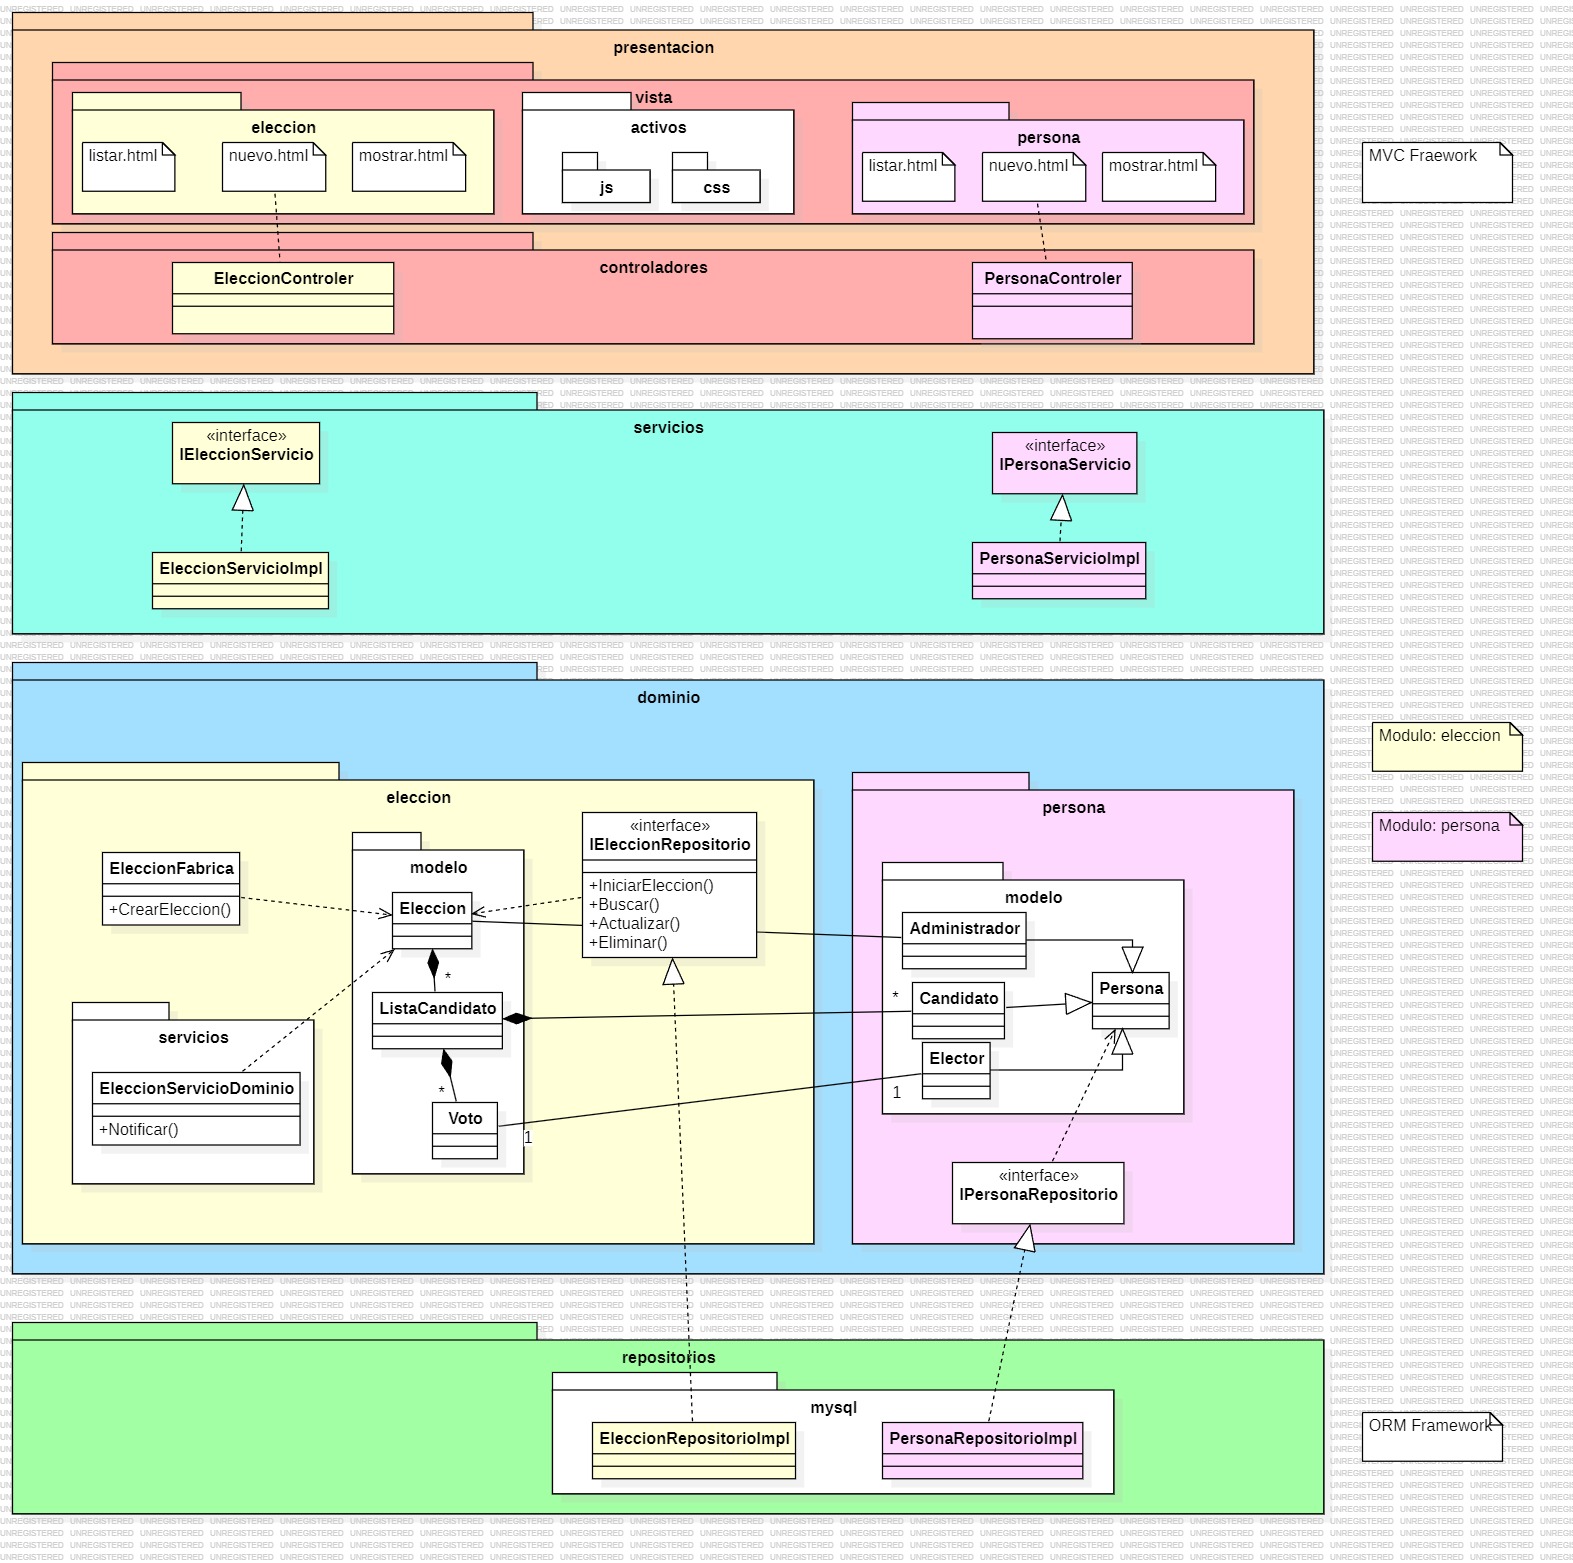 presentacion
vista
eleccion
listar.html
nuevo.html
mostrar.html
activos
js
css
persona
listar.html
nuevo.html
mostrar.html
MVC Fraework
controladores
EleccionControler
PersonaControler
servicios
«interface»
IEleccionServicio
EleccionServicioImpl
«interface»
IPersonaServicio
PersonaServicioImpl
dominio
Modulo: eleccion
Modulo: persona
eleccion
EleccionFabrica
+CrearEleccion()
servicios
EleccionServicioDominio
+Notificar()
modelo
Eleccion
*
ListaCandidato
*
Voto
1
«interface»
IEleccionRepositorio
+IniciarEleccion()
+Buscar()
+Actualizar()
+Eliminar()
persona
modelo
Administrador
*
Candidato
Persona
Elector
1
«interface»
IPersonaRepositorio
repositorios
mysql
EleccionRepositorioImpl
PersonaRepositorioImpl
ORM Framework
UNREGISTERED